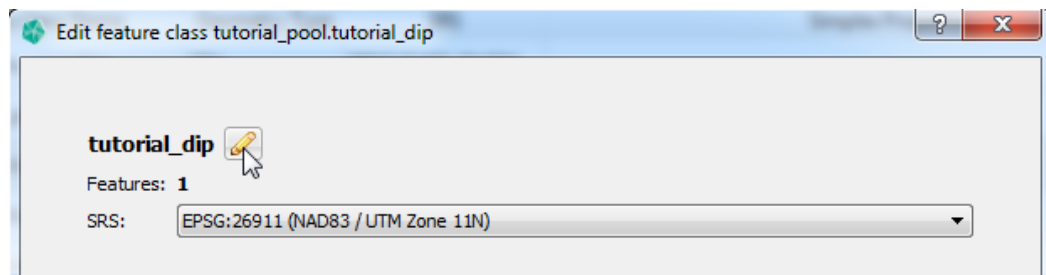 Edit feature class tutorial_pool.tutorial_dip
?
tutorial_dip
Features: 1
SRS: EPSG:26911 (NAD83 / UTM Zone 11N)